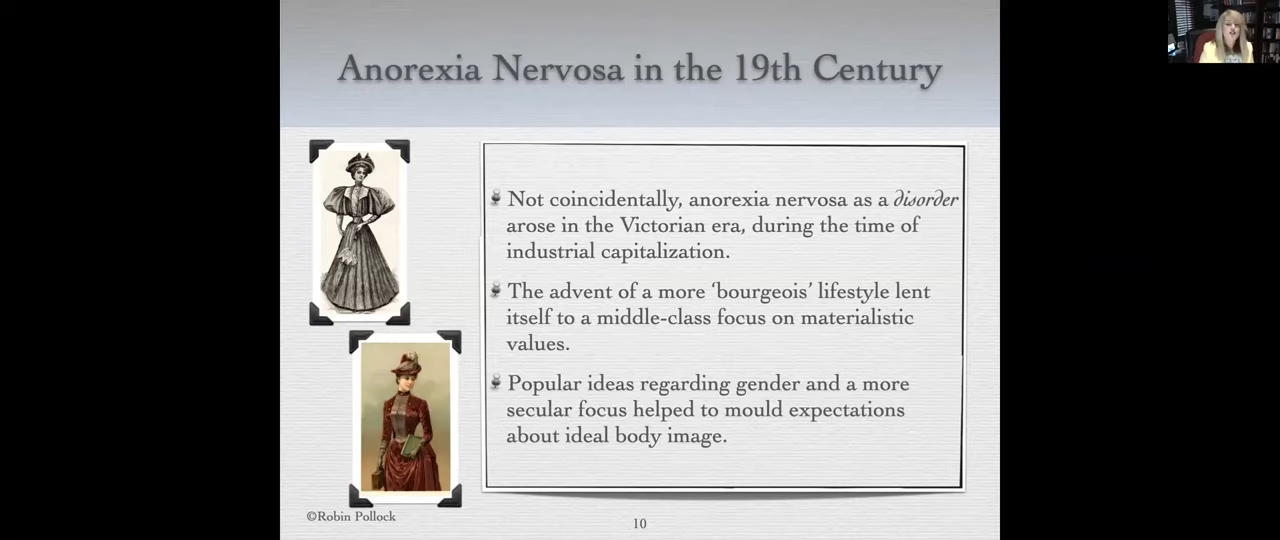 Anorexia Nervosa in the 19th Century
Not coincidentally, anorexia nervosa as a disorder
arose in the Victorian era, during the time of
industrial capitalization.
The advent of a more ‘bourgeois’ lifestyle lent
itself to a middle-class focus on materialistic
values.
Popular ideas regarding gender and a more
secular focus helped to mould expectations
about ideal body image.
©Robin Pollock
10